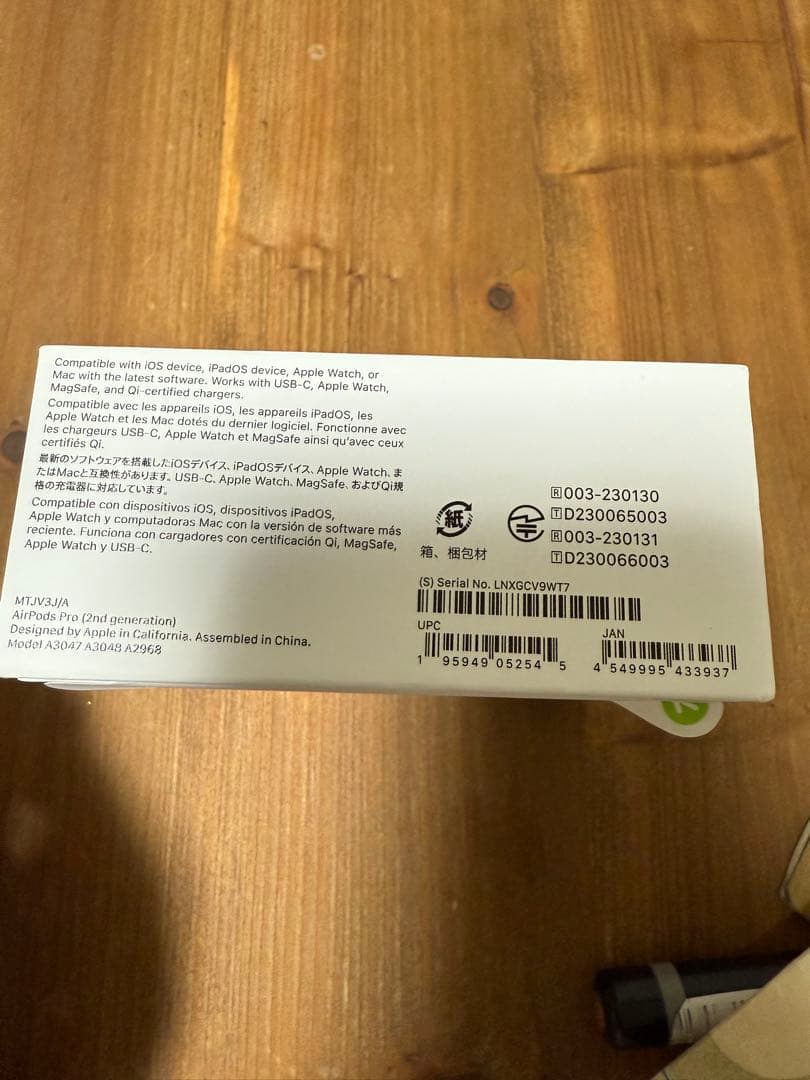 Compatible with iOS device, iPadOS device, Apple Watch, or
Mac with the latest software. Works with USB-C, Apple Watch,
MagSafe, and Qi-certified chargers.
Compatible avec les appareils iOS, les appareils iPadOS, les
Apple Watch et les Mac dotés du dernier logiciel. Fonctionne avec
les chargeurs USB-C, Apple Watch et MagSafe ainsi qu'avec ceux
certifiés Qi.
最新のソフトウェアを搭載したiOSデバイス、iPadOSデバイス、Apple Watch、ま
たはMacと互換性があります。USB-C、Apple Watch、MagSafe、およびQi規
格の充電器に対応しています。
Compatible con dispositivos iOS, dispositivos iPadOS,
Apple Watch y computadoras Mac con la versión de software más
reciente. Funciona con cargadores con certificación Qi, MagSafe,
Apple Watch y USB-C.
MTJV3J/A
AirPods Pro (2nd generation)
Designed by Apple in California. Assembled in China.
Model A3047 A3048 A2968
紙
箱、梱包材
R 003-230130
T D230065003
R 003-230131
T D230066003
(S) Serial No. LNXGCV9WT7
UPC
1 95949 05254 5
JAN
4 549995 433937